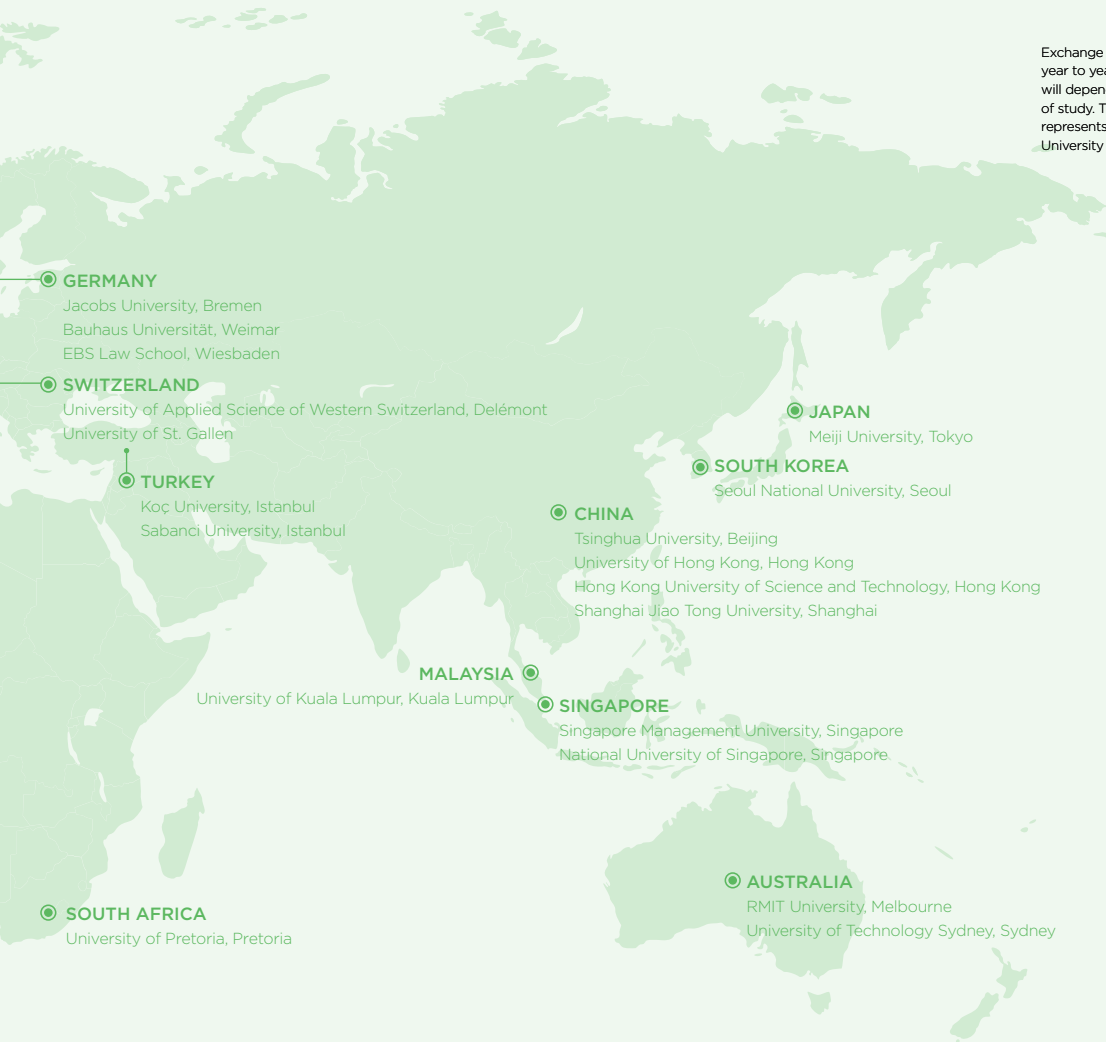 Exchange
year to yea
will depen
of study. T
represents
University
GERMANY
Jacobs University, Bremen
Bauhaus Universität, Weimar
EBS Law School, Wiesbaden
SWITZERLAND
University of Applied Science of Western Switzerland, Delémont
University of St. Gallen
TURKEY
Koç University, Istanbul
Sabanci University, Istanbul
JAPAN
Meiji University, Tokyo
SOUTH KOREA
Seoul National University, Seoul
CHINA
Tsinghua University, Beijing
University of Hong Kong, Hong Kong
Hong Kong University of Science and Technology, Hong Kong
Shanghai Jiao Tong University, Shanghai
MALAYSIA
University of Kuala Lumpur, Kuala Lumpur
SINGAPORE
Singapore Management University, Singapore
National University of Singapore, Singapore
AUSTRALIA
RMIT University, Melbourne
University of Technology Sydney, Sydney
SOUTH AFRICA
University of Pretoria, Pretoria